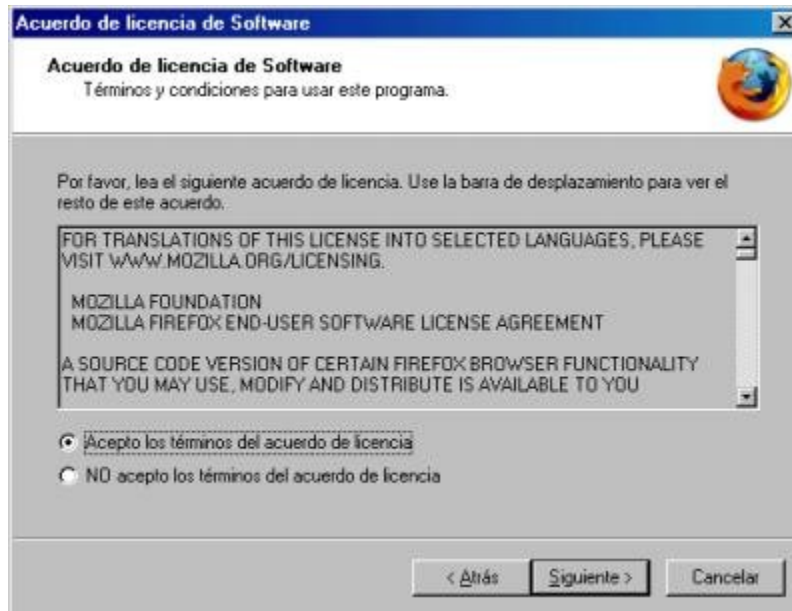 Acuerdo de licencia de Software
Acuerdo de licencia de Software
Términos y condiciones para usar este programa.
Por favor, lea el siguiente acuerdo de licencia. Use la barra de desplazamiento para ver el
resto de este acuerdo.
FOR TRANSLATIONS OF THIS LICENSE INTO SELECTED LANGUAGES, PLEASE
VISIT WWW.MOZILLA.ORG/LICENSING.
MOZILLA FOUNDATION
MOZILLA FIREFOX END-USER SOFTWARE LICENSE AGREEMENT
A SOURCE CODE VERSION OF CERTAIN FIREFOX BROWSER FUNCTIONALITY
THAT YOU MAY USE, MODIFY AND DISTRIBUTE IS AVAILABLE TO YOU
Acepto los términos del acuerdo de licencia
NO acepto los términos del acuerdo de licencia
< Atrás Siguiente > Cancelar